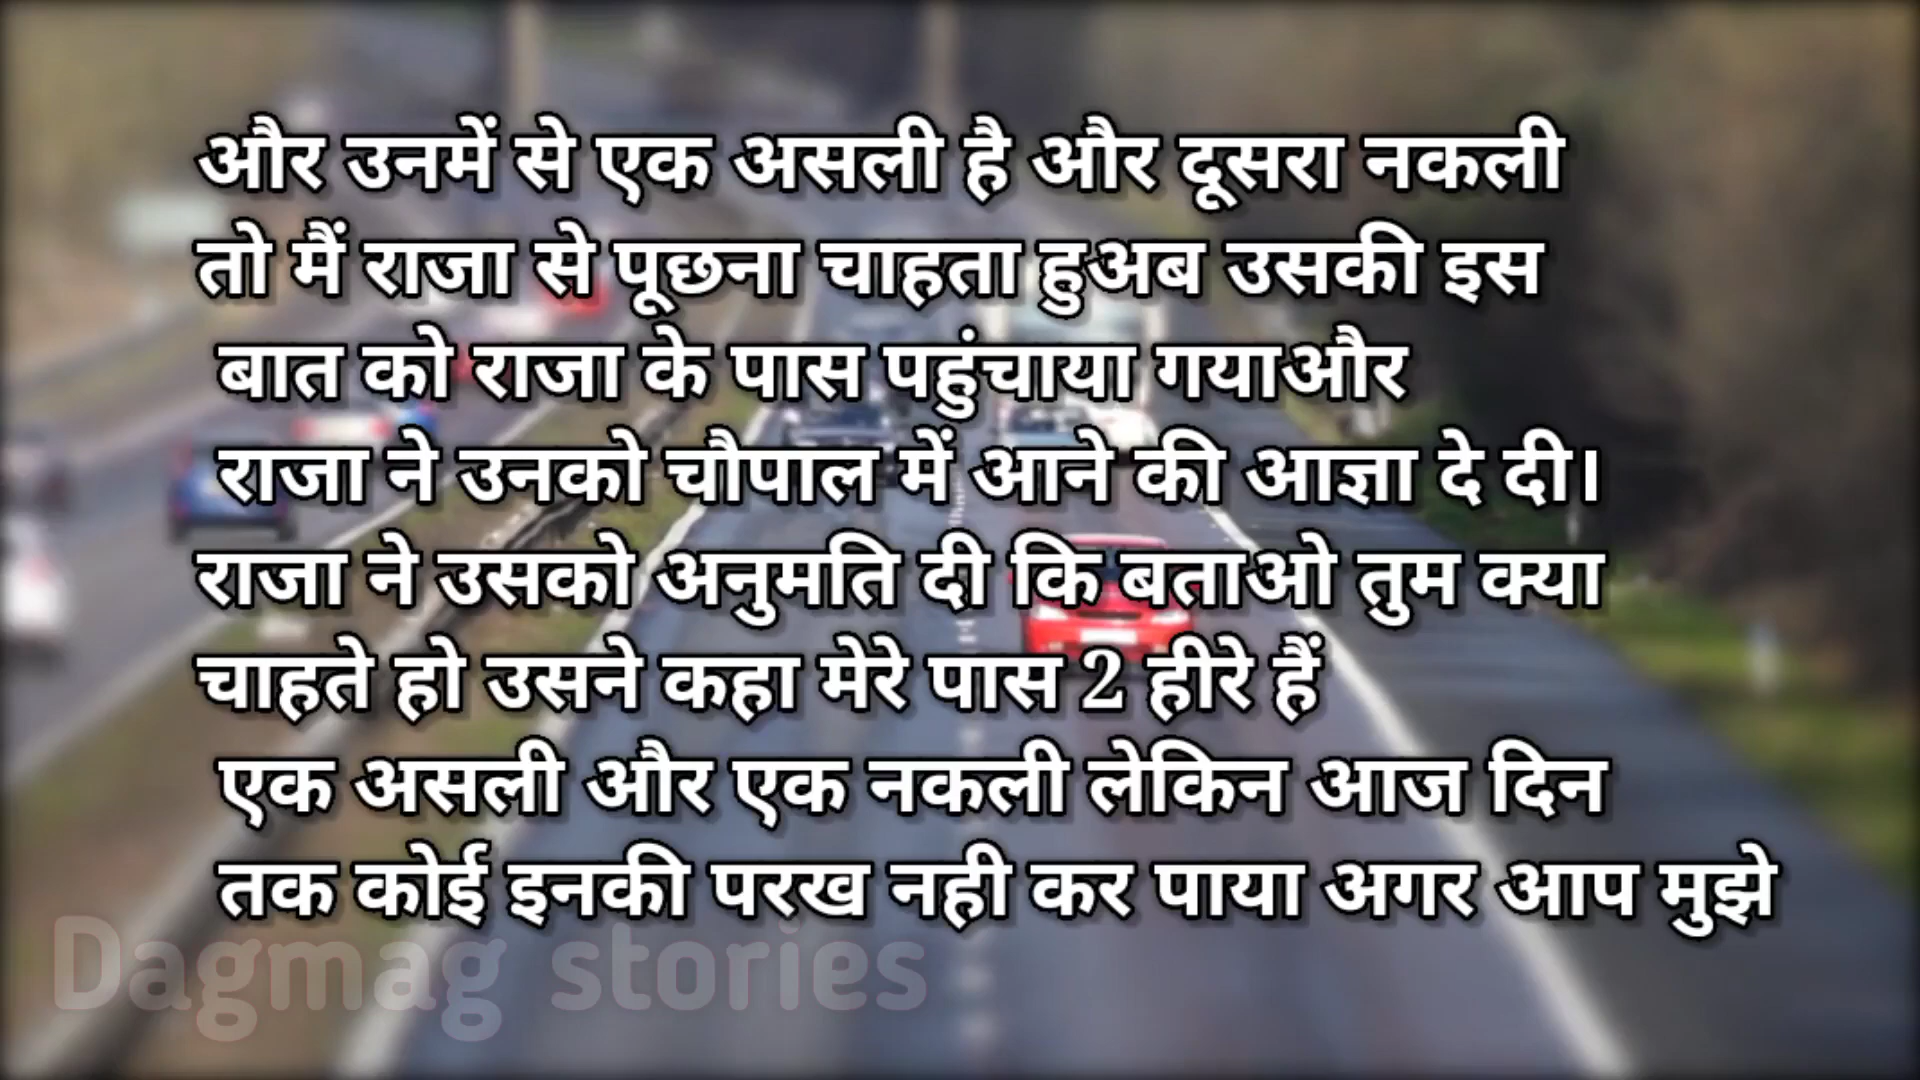 और उनमें से एक असली है और दूसरा नकली
तो मैं राजा से पूछना चाहता हुअब उसकी इस
बात को राजा के पास पहुंचाया गयाऔर
राजा ने उनको चौपाल में आने की आज्ञा दे दी।
राजा ने उसको अनुमति दी कि बताओ तुम क्या
चाहते हो उसने कहा मेरे पास 2 हीरे हैं
एक असली और एक नकली लेकिन आज दिन
तक कोई इनकी परख नही कर पाया अगर आप मुझे
Dagmag stories